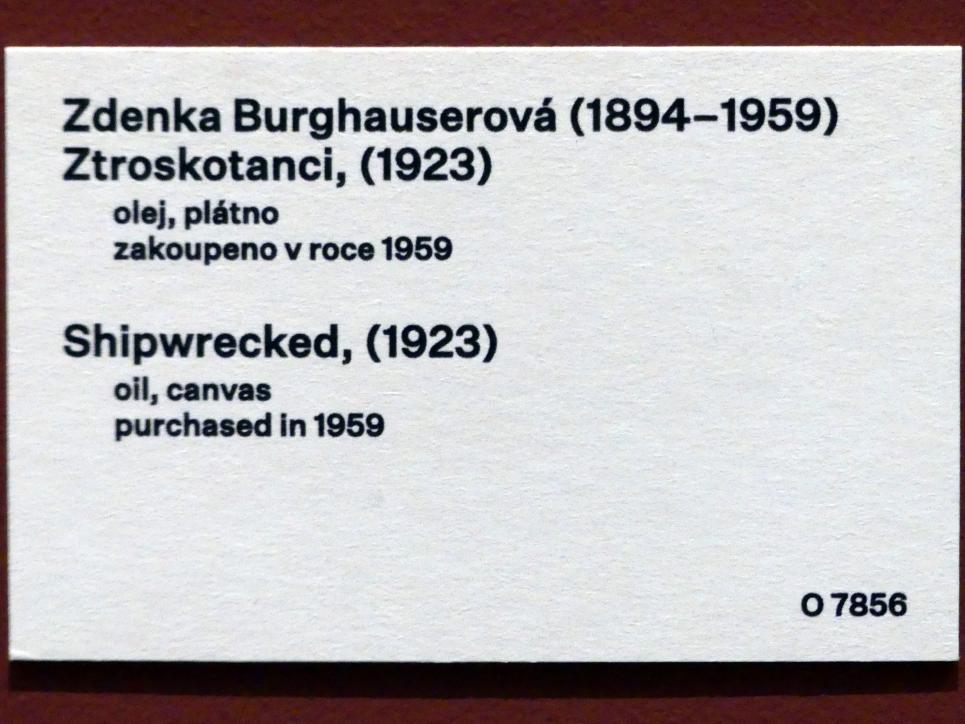 Zdenka Burghauserová (1894–1959)
Ztroskotanci, (1923)
olej, plátno
zakoupeno v roce 1959
Shipwrecked, (1923)
oil, canvas
purchased in 1959
O 7856